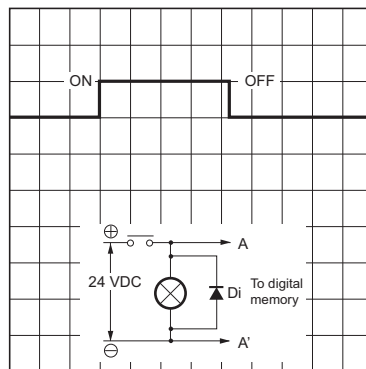 ON OFF
⊕
A
24 VDC
Di
To digital
memory
⊖
A'